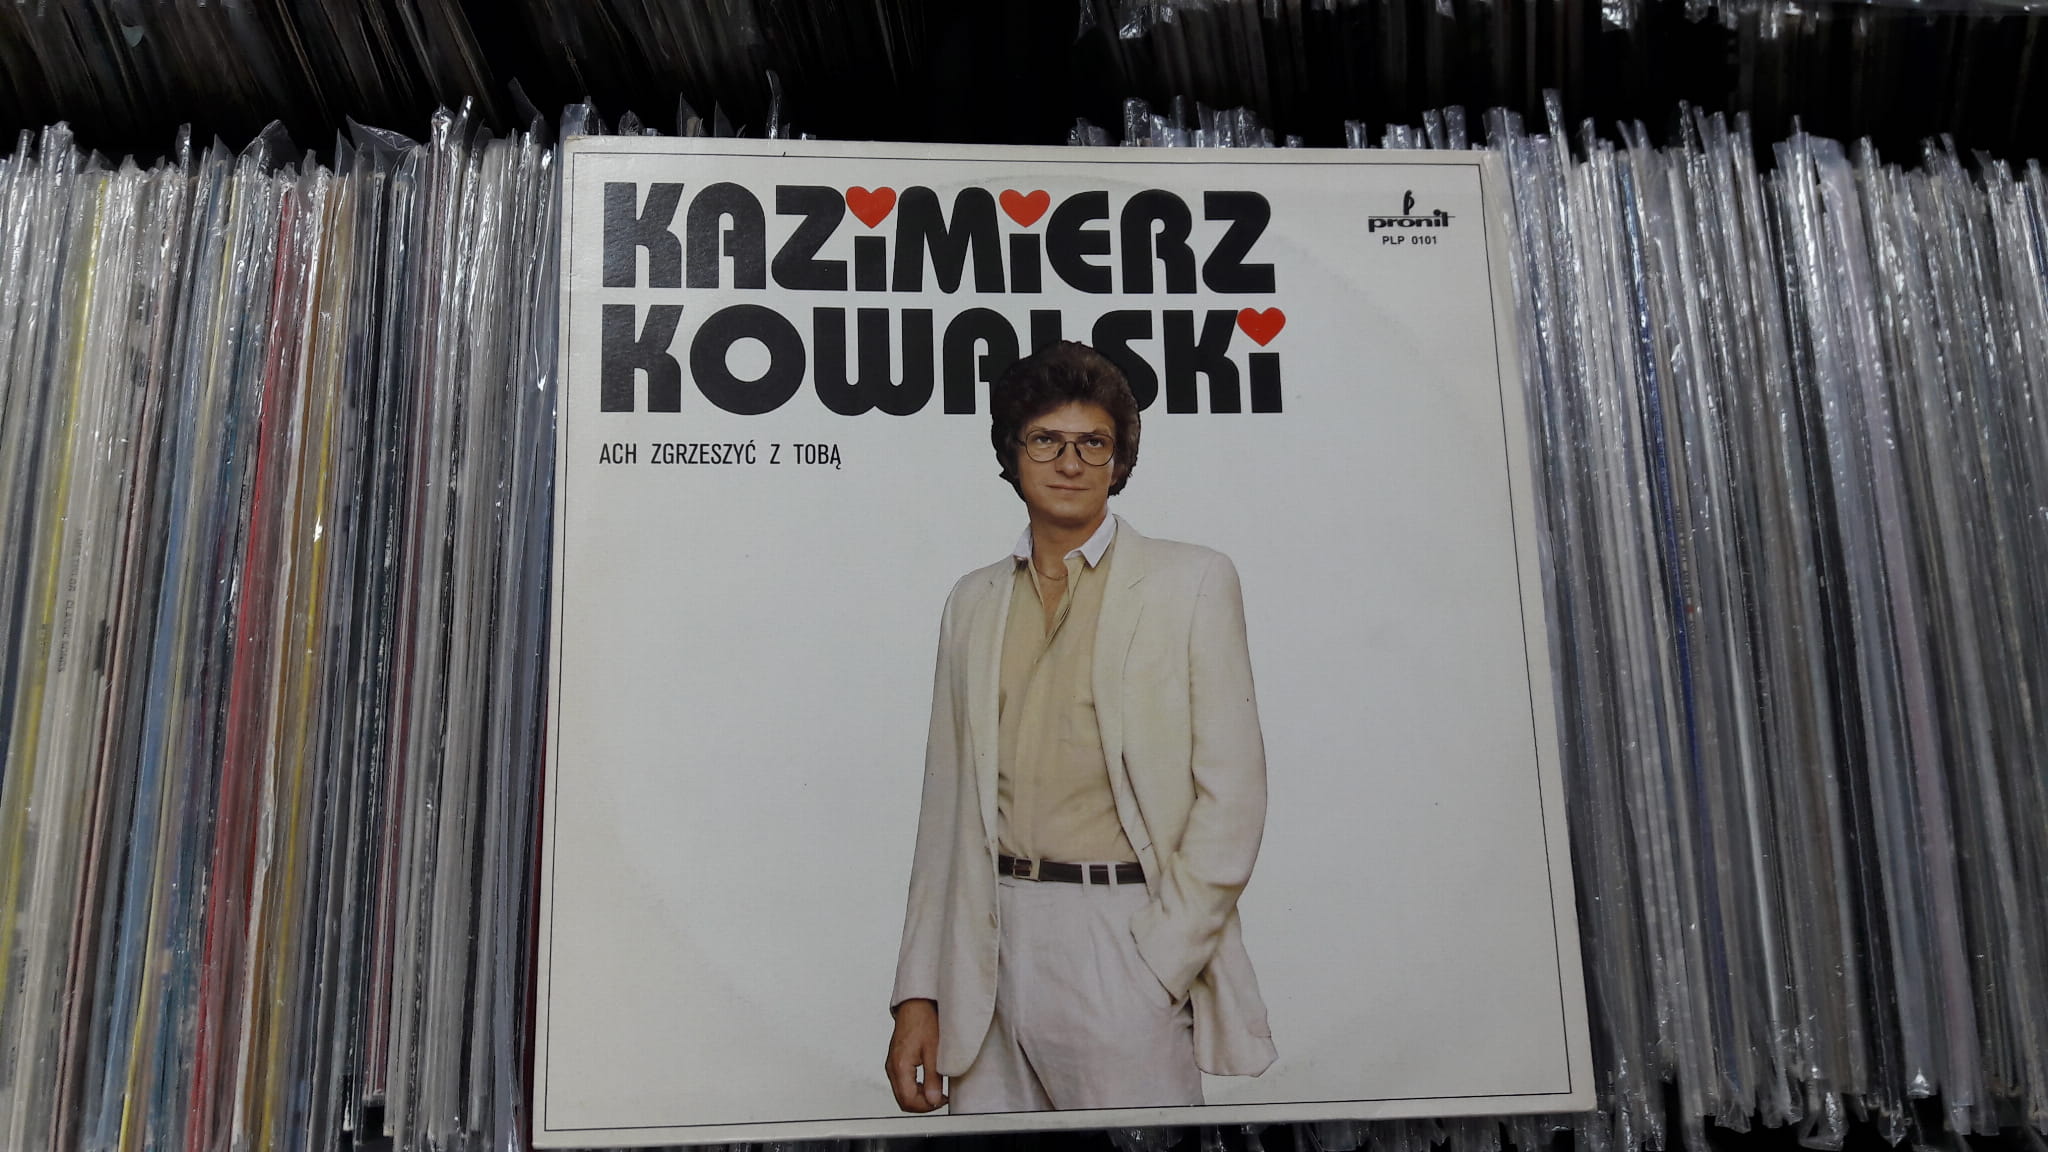 KAZiMiERZ
KOWALSKi
pronit
PLP 0101
ACH ZGRZESZYĆ Z TOBĄ